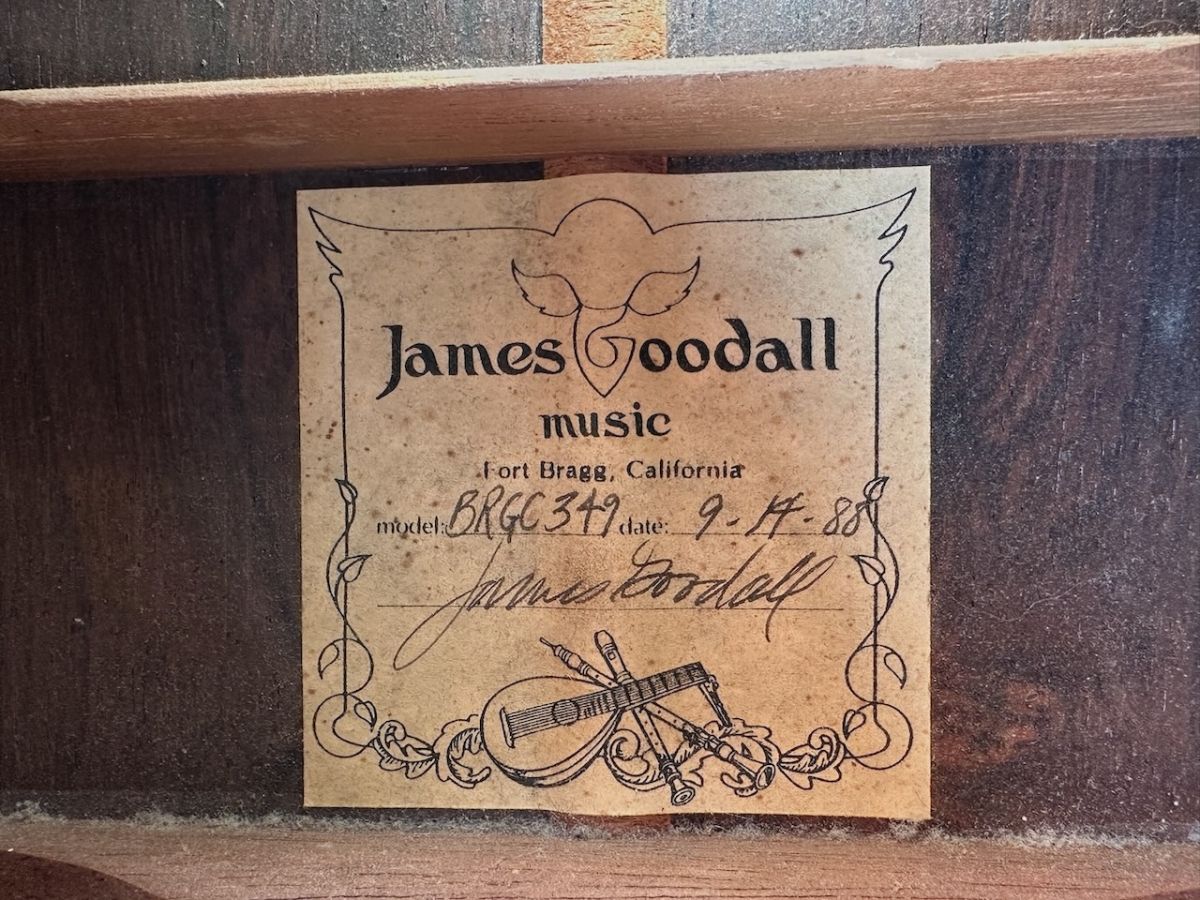 James Goodall
music
Fort Bragg, California
model: BRGC349 date: 9-14-88
James Goodall